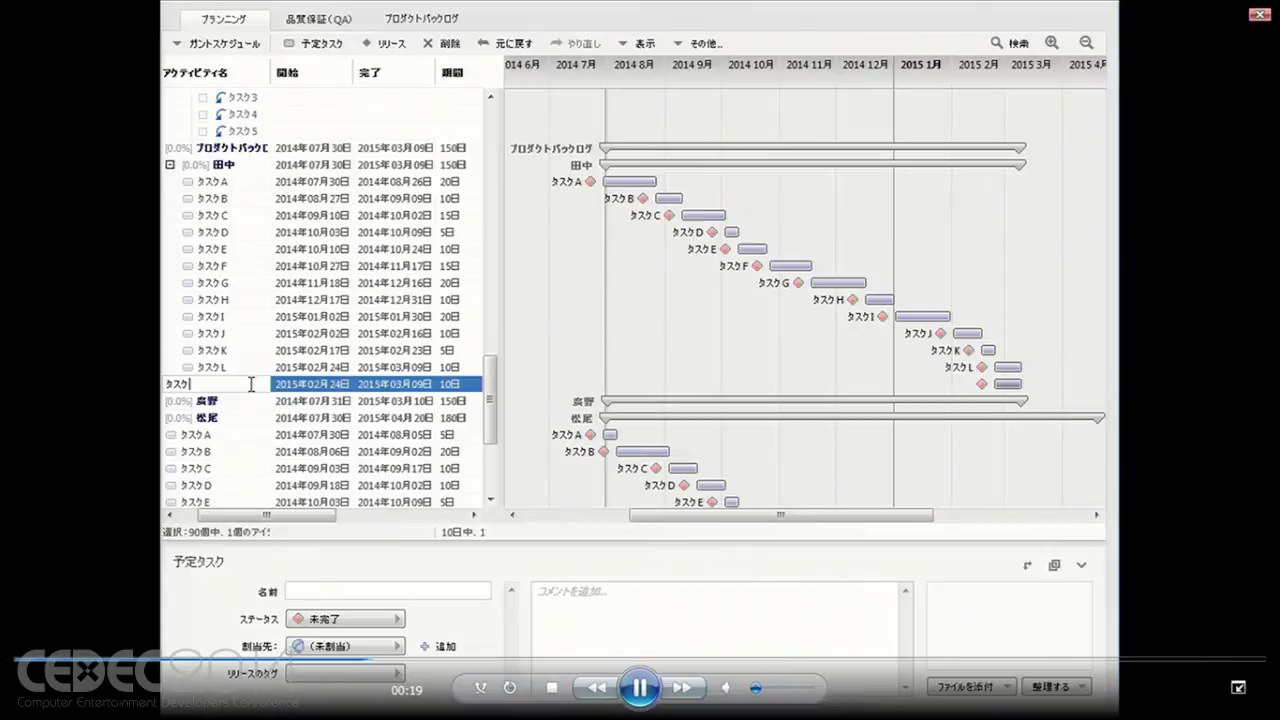 プランニング 品質保証(QA) プロダクトバックログ
ガントスケジュール 予定タスク リリース 削除 元に戻す やり直し 表示 その他.. 検索
アクティビティ名 開始 完了 期間 014 6月 2014 7月 2014 8月 2014 9月 2014 10月 2014 11月 2014 12月 2015 1月 2015 2月 2015 3月 2015 4月
タスク3
タスク4
タスク5
[0.0%] プロダクトバックロ 2014年07月30日 2015年03月09日 150日 プロダクトバックログ
[0.0%] 田中 2014年07月30日 2015年03月09日 150日 田中
タスクA 2014年07月30日 2014年08月26日 20日 タスクA
タスクB 2014年08月27日 2014年09月09日 10日 タスクB
タスクC 2014年09月10日 2014年10月02日 15日 タスクC
タスクD 2014年10月03日 2014年10月09日 5日 タスクD
タスクE 2014年10月10日 2014年10月24日 10日 タスクE
タスクF 2014年10月27日 2014年11月17日 15日 タスクF
タスクG 2014年11月18日 2014年12月16日 20日 タスクG
タスクH 2014年12月17日 2014年12月31日 10日 タスクH
タスクI 2015年01月02日 2015年01月30日 20日 タスクI
タスクJ 2015年02月02日 2015年02月16日 10日 タスクJ
タスクK 2015年02月17日 2015年02月23日 5日 タスクK
タスクL 2015年02月24日 2015年03月09日 10日 タスクL
タスク 2015年02月24日 2015年03月09日 10日
[0.0%] 廣野 2014年07月31日 2015年03月10日 150日 廣野
[0.0%] 松尾 2014年07月30日 2015年04月20日 180日 松尾
タスクA 2014年07月30日 2014年08月05日 5日 タスクA
タスクB 2014年08月06日 2014年09月02日 20日 タスクB
タスクC 2014年09月03日 2014年09月17日 10日 タスクC
タスクD 2014年09月18日 2014年10月02日 10日 タスクD
タスクE 2014年10月03日 2014年10月09日 5日 タスクE
選択:90個中、1個のアイ 10日中、1
予定タスク
名前 コメントを追加...
ステータス 未完了
割当先: (未割当) 追加
リリースのタグ
ファイルを添付 整理する
00:19
CEDEC2014
Computer Entertainment Developers Conference